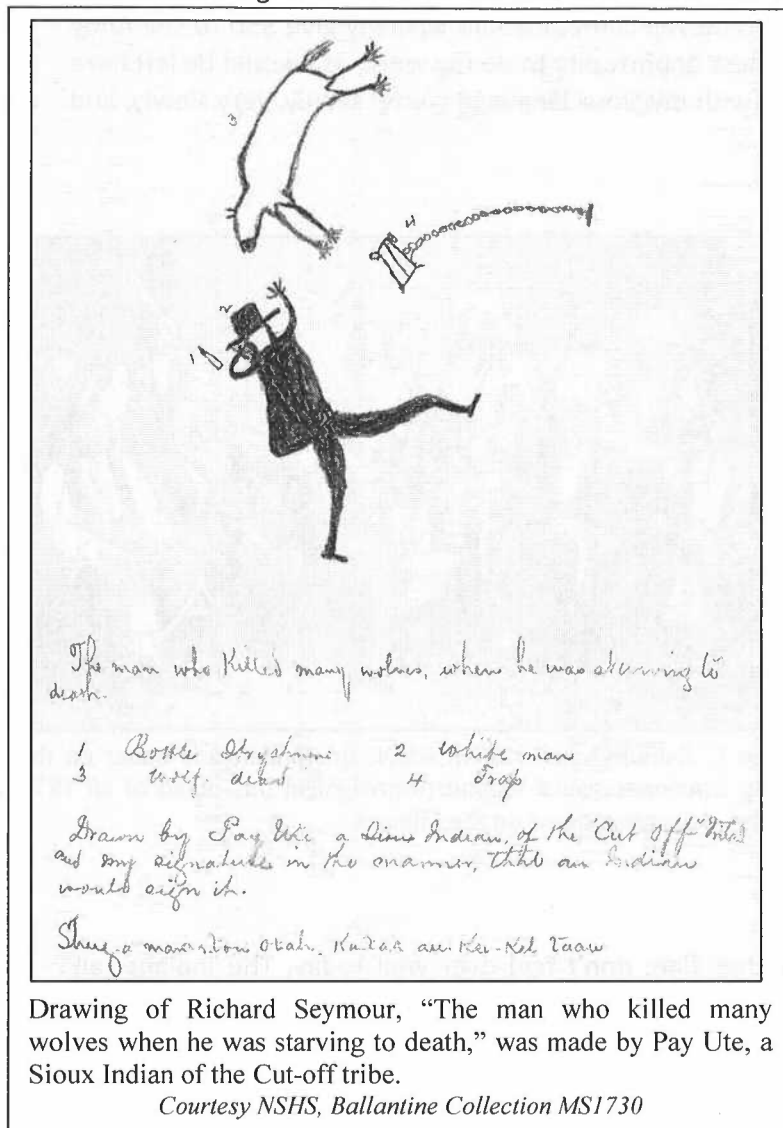 3
4
2
1
The man who Killed many wolves, when he was starving to
death.
1 Bottle Strychnine 2 White man
3 Wolf. dead 4 Trap
Drawn by Pay Ute a Sioux Indian, of the "Cut Off"
and my signature in the manner, that an Indian
would sign it.
Drawing of Richard Seymour, “The man who killed many
wolves when he was starving to death,” was made by Pay Ute, a
Sioux Indian of the Cut-off tribe.
Courtesy NSHS, Ballantine Collection MS1730